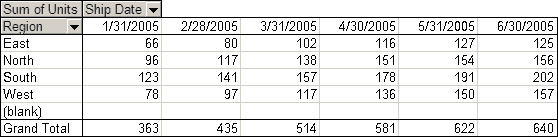 Sum of Units Ship Date
Region 1/31/2005 2/28/2005 3/31/2005 4/30/2005 5/31/2005 6/30/2005
East 66 80 102 116 127 125
North 96 117 138 151 154 156
South 123 141 157 178 191 202
West 78 97 117 136 150 157
(blank)
Grand Total 363 435 514 581 622 640